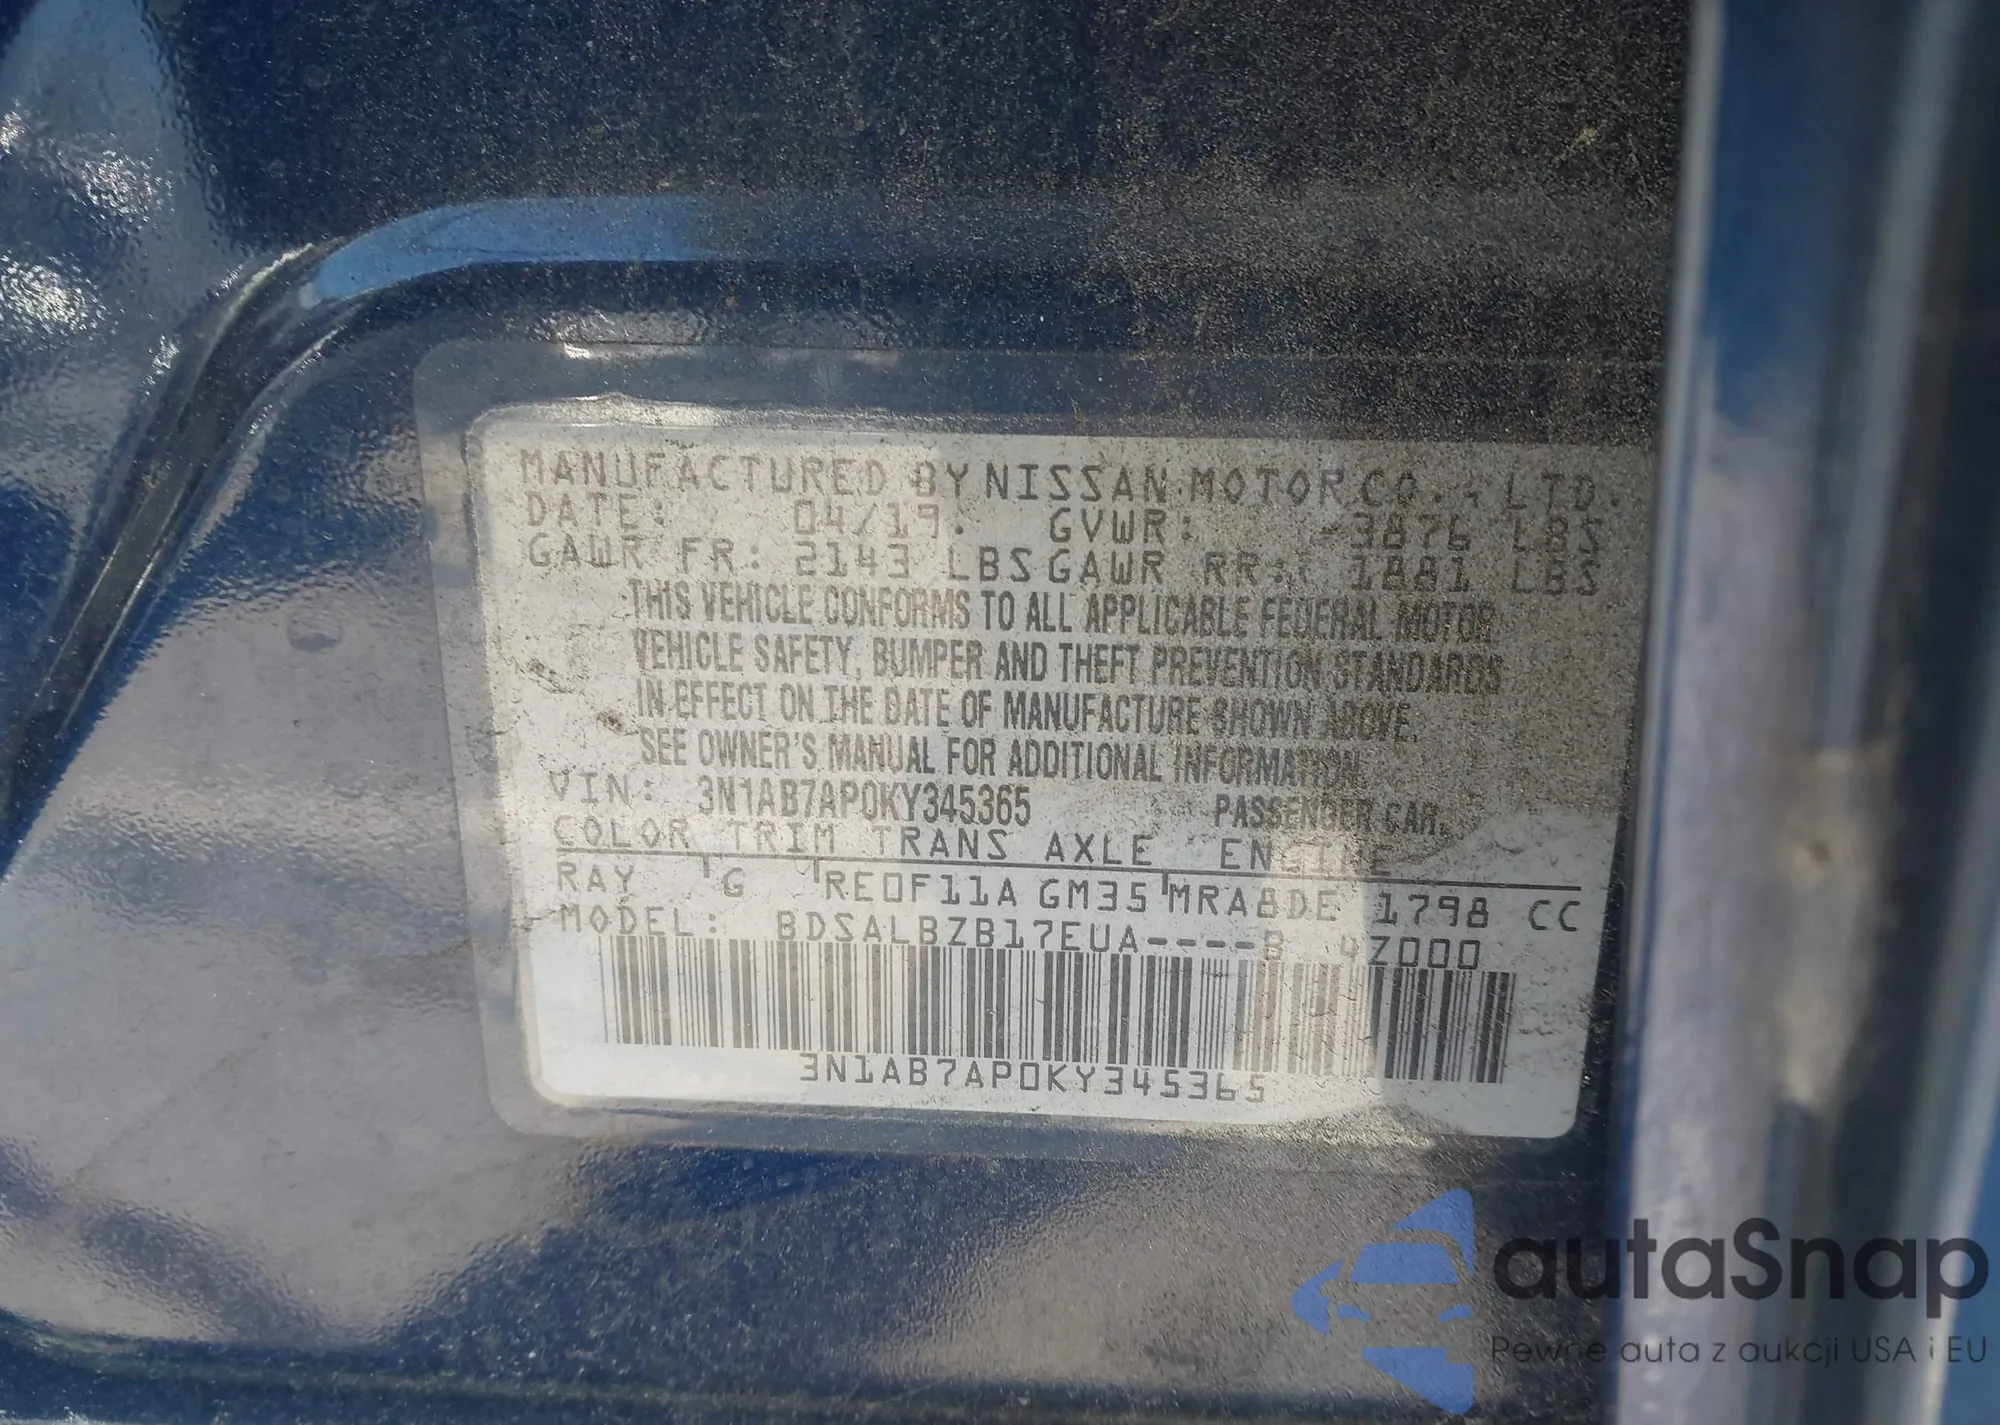 MANUFACTURED BY NISSAN MOTOR CO., LTD.
DATE: 04/19. GVWR: 3876 LBS
GAWR FR: 2143 LBS GAWR RR: 1881 LBS
THIS VEHICLE CONFORMS TO ALL APPLICABLE FEDERAL MOTOR
VEHICLE SAFETY, BUMPER AND THEFT PREVENTION STANDARDS
IN EFFECT ON THE DATE OF MANUFACTURE SHOWN ABOVE.
SEE OWNER'S MANUAL FOR ADDITIONAL INFORMATION.
VIN: 3N1AB7AP0KY345365 PASSENGER CAR.
COLOR TRIM TRANS AXLE ENGINE
RAY G RE0F11A GM35 MRA8DE 1798 CC
MODEL: BDSALBZB17EUA----B 4Z000
3N1AB7AP0KY345365
autaSnap
Pewne auta z aukcji USA i EU